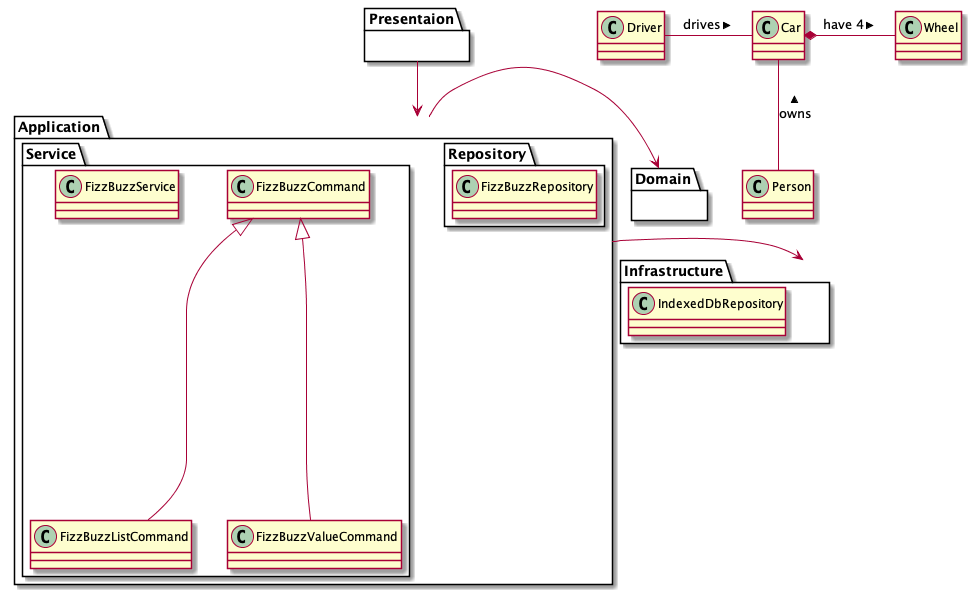 Presentaion
C Driver
drives ▶
C Car
have 4 ▶
C Wheel
▲
owns
Application
Service
C FizzBuzzService
C FizzBuzzCommand
Repository
C FizzBuzzRepository
Domain
C Person
Infrastructure
C IndexedDbRepository
C FizzBuzzListCommand
C FizzBuzzValueCommand